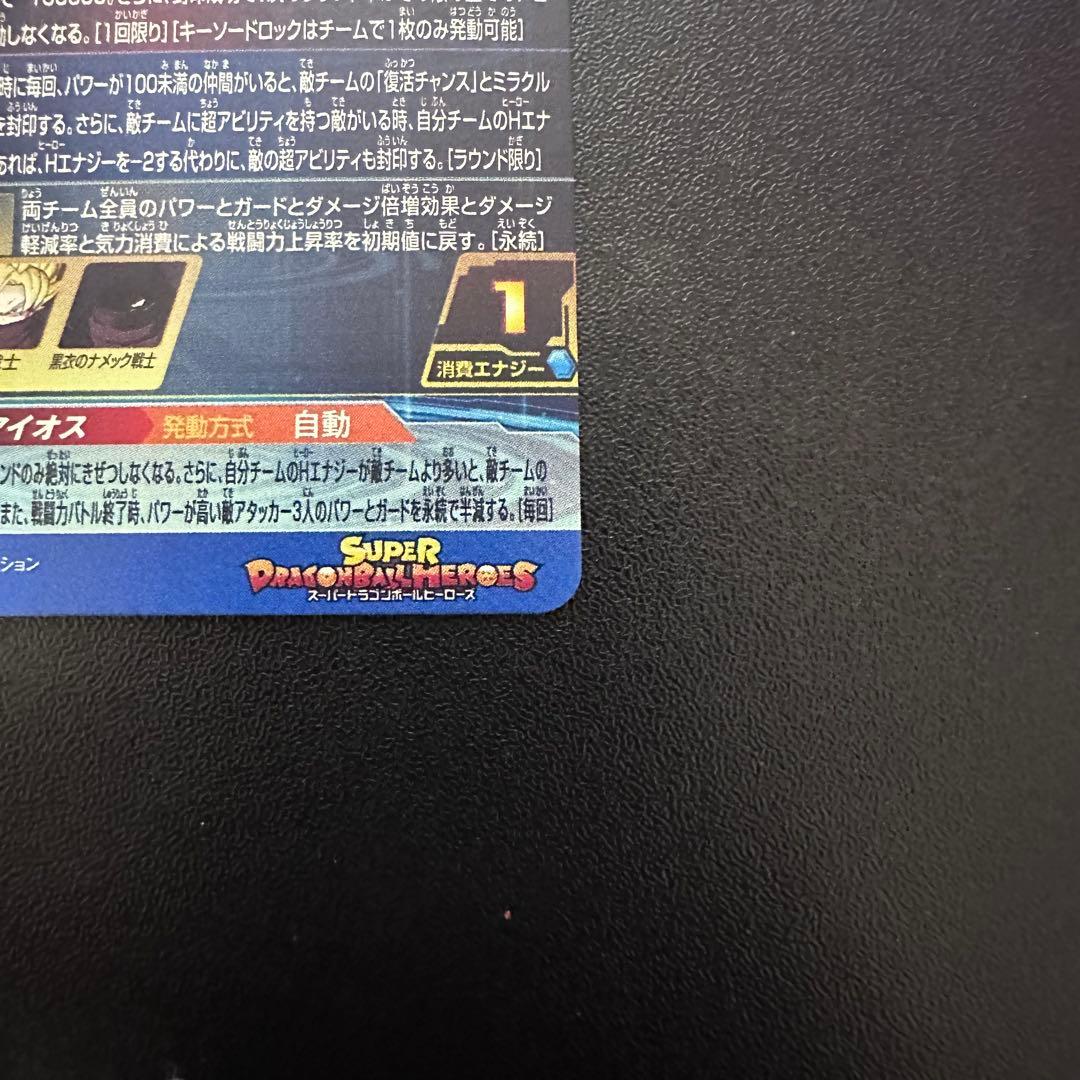 動しなくなる。[1回限り][キーソードロックはチームで1枚のみ発動可能]
時に毎回、パワーが100未満の仲間がいると、敵チームの「復活チャンス」とミラクル
を封印する。さらに、敵チームに超アビリティを持つ敵がいる時、自分チームのHエナ
あれば、Hエナジーを-2する代わりに、敵の超アビリティも封印する。[ラウンド限り]
両チーム全員のパワーとガードとダメージ倍増効果とダメージ
軽減率と気力消費による戦闘力上昇率を初期値に戻す。[永続]
1
士
黒衣のナメック戦士
消費エナジー
アイオス
発動方式 自動
ンドのみ絶対にきぜつしなくなる。さらに、自分チームのHエナジーが敵チームより多いと、敵チームの
また、戦闘力バトル終了時、パワーが高い敵アタッカー3人のパワーとガードを永続で半減する。[毎回]
ション
SUPER
DRAGONBALL HEROES
スーパードラゴンボールヒーローズ